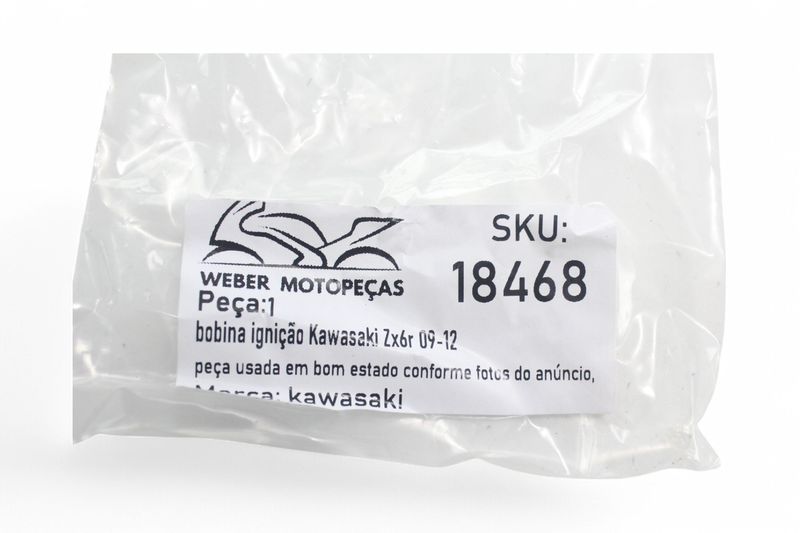 SKU:
18468
WEBER MOTOPEÇAS
Peça:1
bobina ignição Kawasaki Zx6r 09-12
peça usada em bom estado conforme fotos do anúncio,
Marca: kawasaki